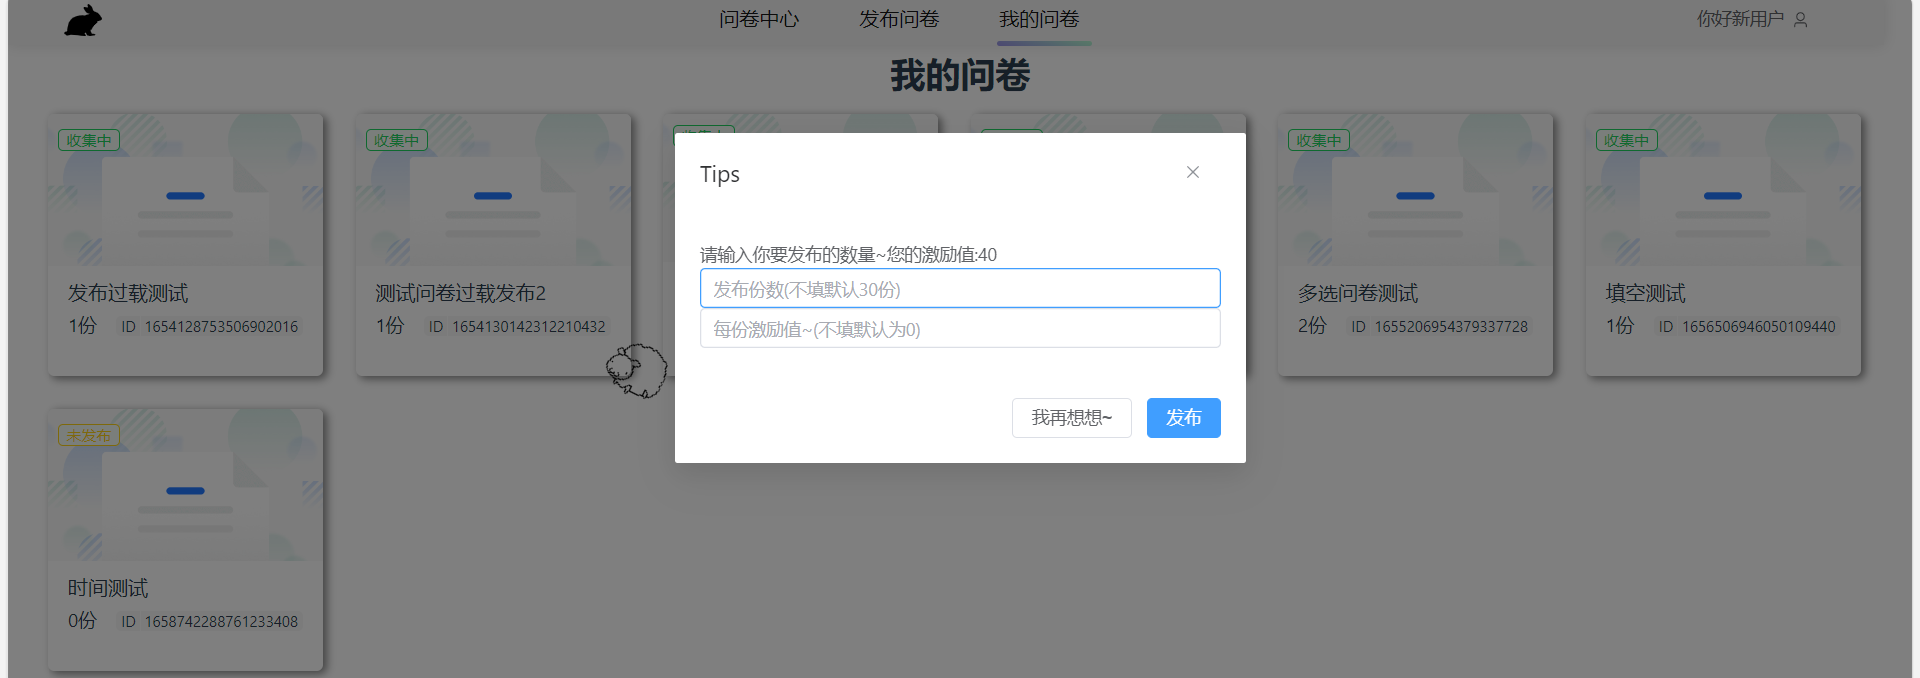 问卷中心 发布问卷 我的问卷 你好新用户
我的问卷
收集中 收集中 收集中 收集中
Tips
请输入你要发布的数量~您的激励值:40
发布份数(不填默认30份)
每份激励值~(不填默认为0)
我再想想~ 发布
发布过载测试 测试问卷过载发布2 多选问卷测试 填空测试
1份 ID 1654128753506902016 1份 ID 1654130142312210432 2份 ID 1655206954379337728 1份 ID 1656506946050109440
未发布
时间测试
0份 ID 1658742288761233408